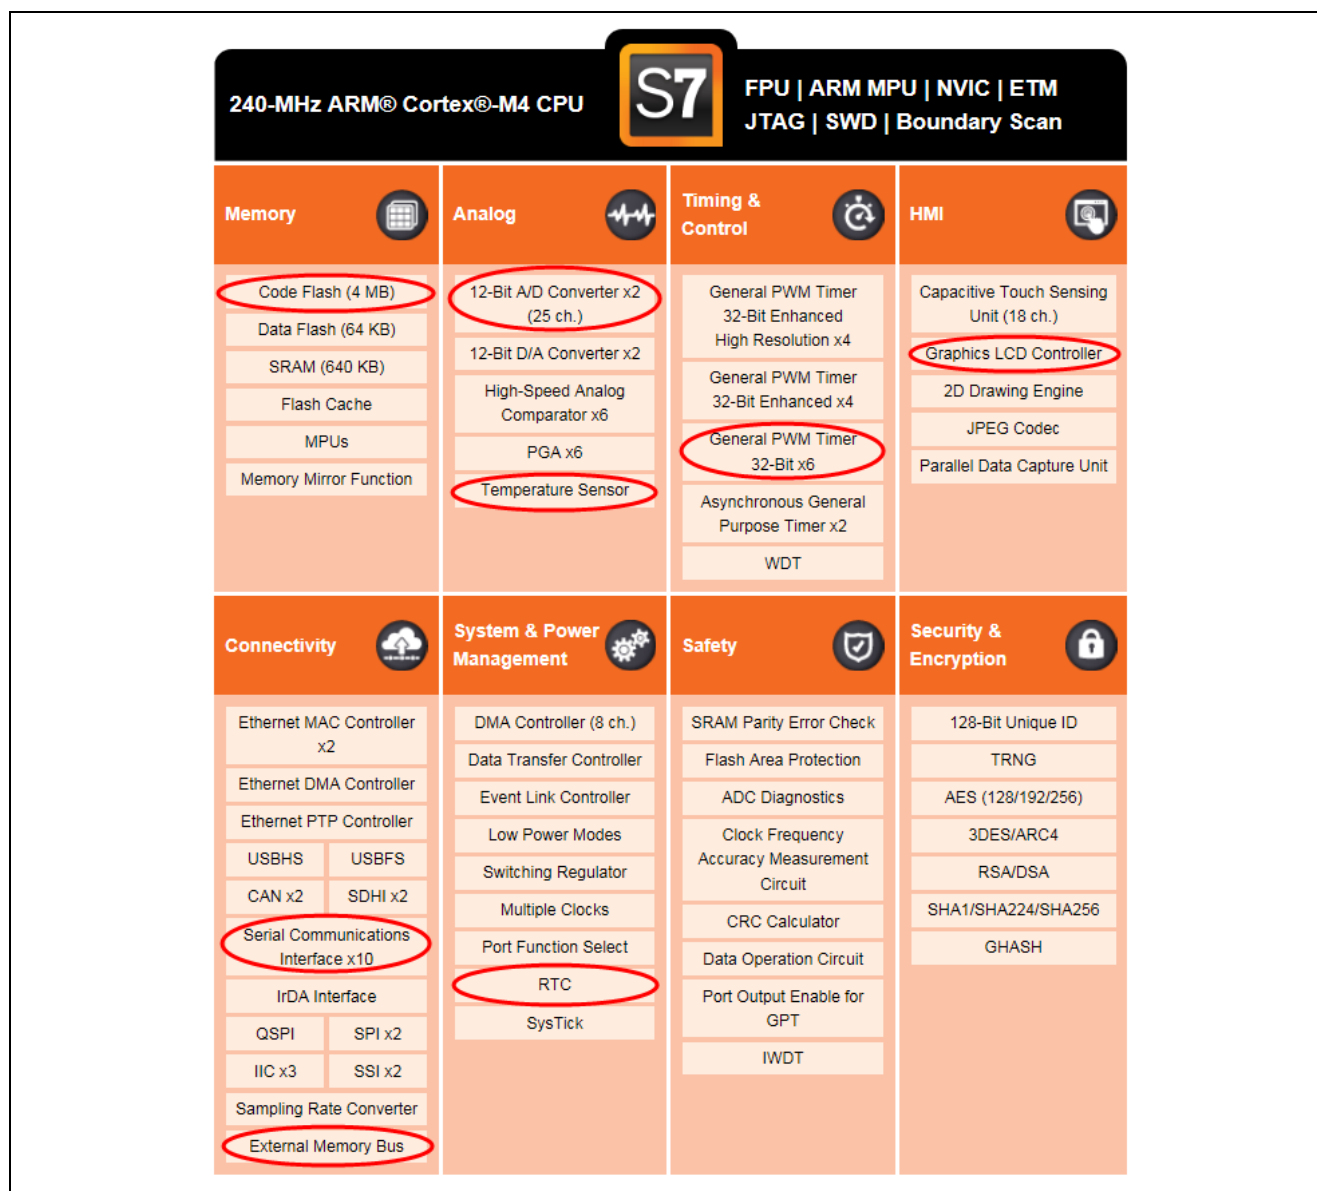 240-MHz ARM® Cortex®-M4 CPU
S7
FPU | ARM MPU | NVIC | ETM
JTAG | SWD | Boundary Scan
Memory
Code Flash (4 MB)
Data Flash (64 KB)
SRAM (640 KB)
Flash Cache
MPUs
Memory Mirror Function
Analog
12-Bit A/D Converter x2
(25 ch.)
12-Bit D/A Converter x2
High-Speed Analog
Comparator x6
PGA x6
Temperature Sensor
Timing &
Control
General PWM Timer
32-Bit Enhanced
High Resolution x4
General PWM Timer
32-Bit Enhanced x4
General PWM Timer
32-Bit x6
Asynchronous General
Purpose Timer x2
WDT
HMI
Capacitive Touch Sensing
Unit (18 ch.)
Graphics LCD Controller
2D Drawing Engine
JPEG Codec
Parallel Data Capture Unit
Connectivity
Ethernet MAC Controller
x2
Ethernet DMA Controller
Ethernet PTP Controller
USBHS USBFS
CAN x2 SDHI x2
Serial Communications
Interface x10
IrDA Interface
QSPI SPI x2
IIC x3 SSI x2
Sampling Rate Converter
External Memory Bus
System & Power
Management
DMA Controller (8 ch.)
Data Transfer Controller
Event Link Controller
Low Power Modes
Switching Regulator
Multiple Clocks
Port Function Select
RTC
SysTick
Safety
SRAM Parity Error Check
Flash Area Protection
ADC Diagnostics
Clock Frequency
Accuracy Measurement
Circuit
CRC Calculator
Data Operation Circuit
Port Output Enable for
GPT
IWDT
Security &
Encryption
128-Bit Unique ID
TRNG
AES (128/192/256)
3DES/ARC4
RSA/DSA
SHA1/SHA224/SHA256
GHASH